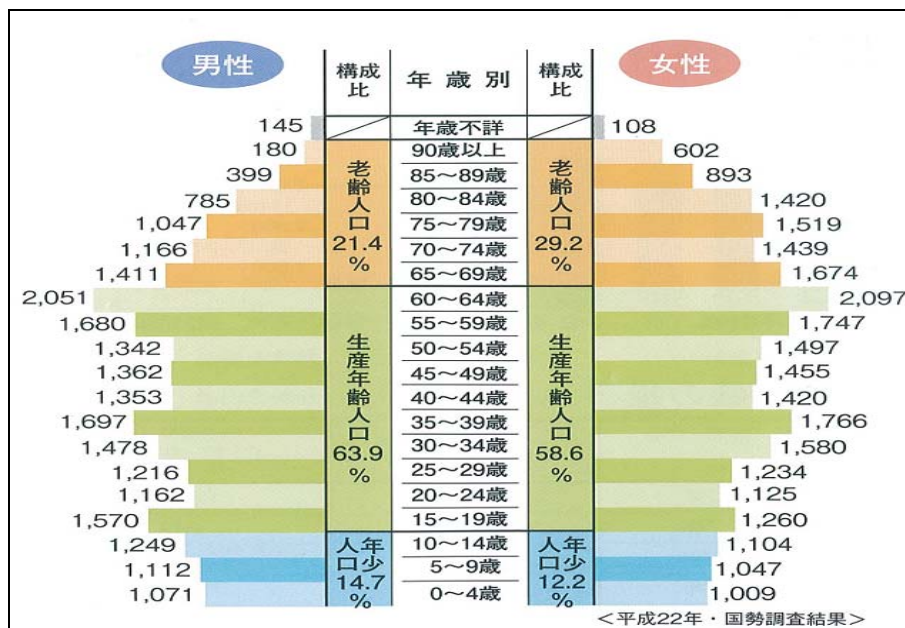 男性 構成比 年歳別 構成比 女性
145 年歳不詳 108
180 90歳以上 602
399 85〜89歳 893
785 80〜84歳 1,420
1,047 75〜79歳 1,519
1,166 70〜74歳 1,439
1,411 65〜69歳 1,674
老齢人口 21.4% 老齢人口 29.2%
2,051 60〜64歳 2,097
1,680 55〜59歳 1,747
1,342 50〜54歳 1,497
1,362 45〜49歳 1,455
1,353 40〜44歳 1,420
1,697 35〜39歳 1,766
1,478 30〜34歳 1,580
1,216 25〜29歳 1,234
1,162 20〜24歳 1,125
1,570 15〜19歳 1,260
生産年齢人口 63.9% 生産年齢人口 58.6%
1,249 10〜14歳 1,104
1,112 5〜9歳 1,047
1,071 0〜4歳 1,009
年少人口 14.7% 年少人口 12.2%
<平成22年・国勢調査結果>